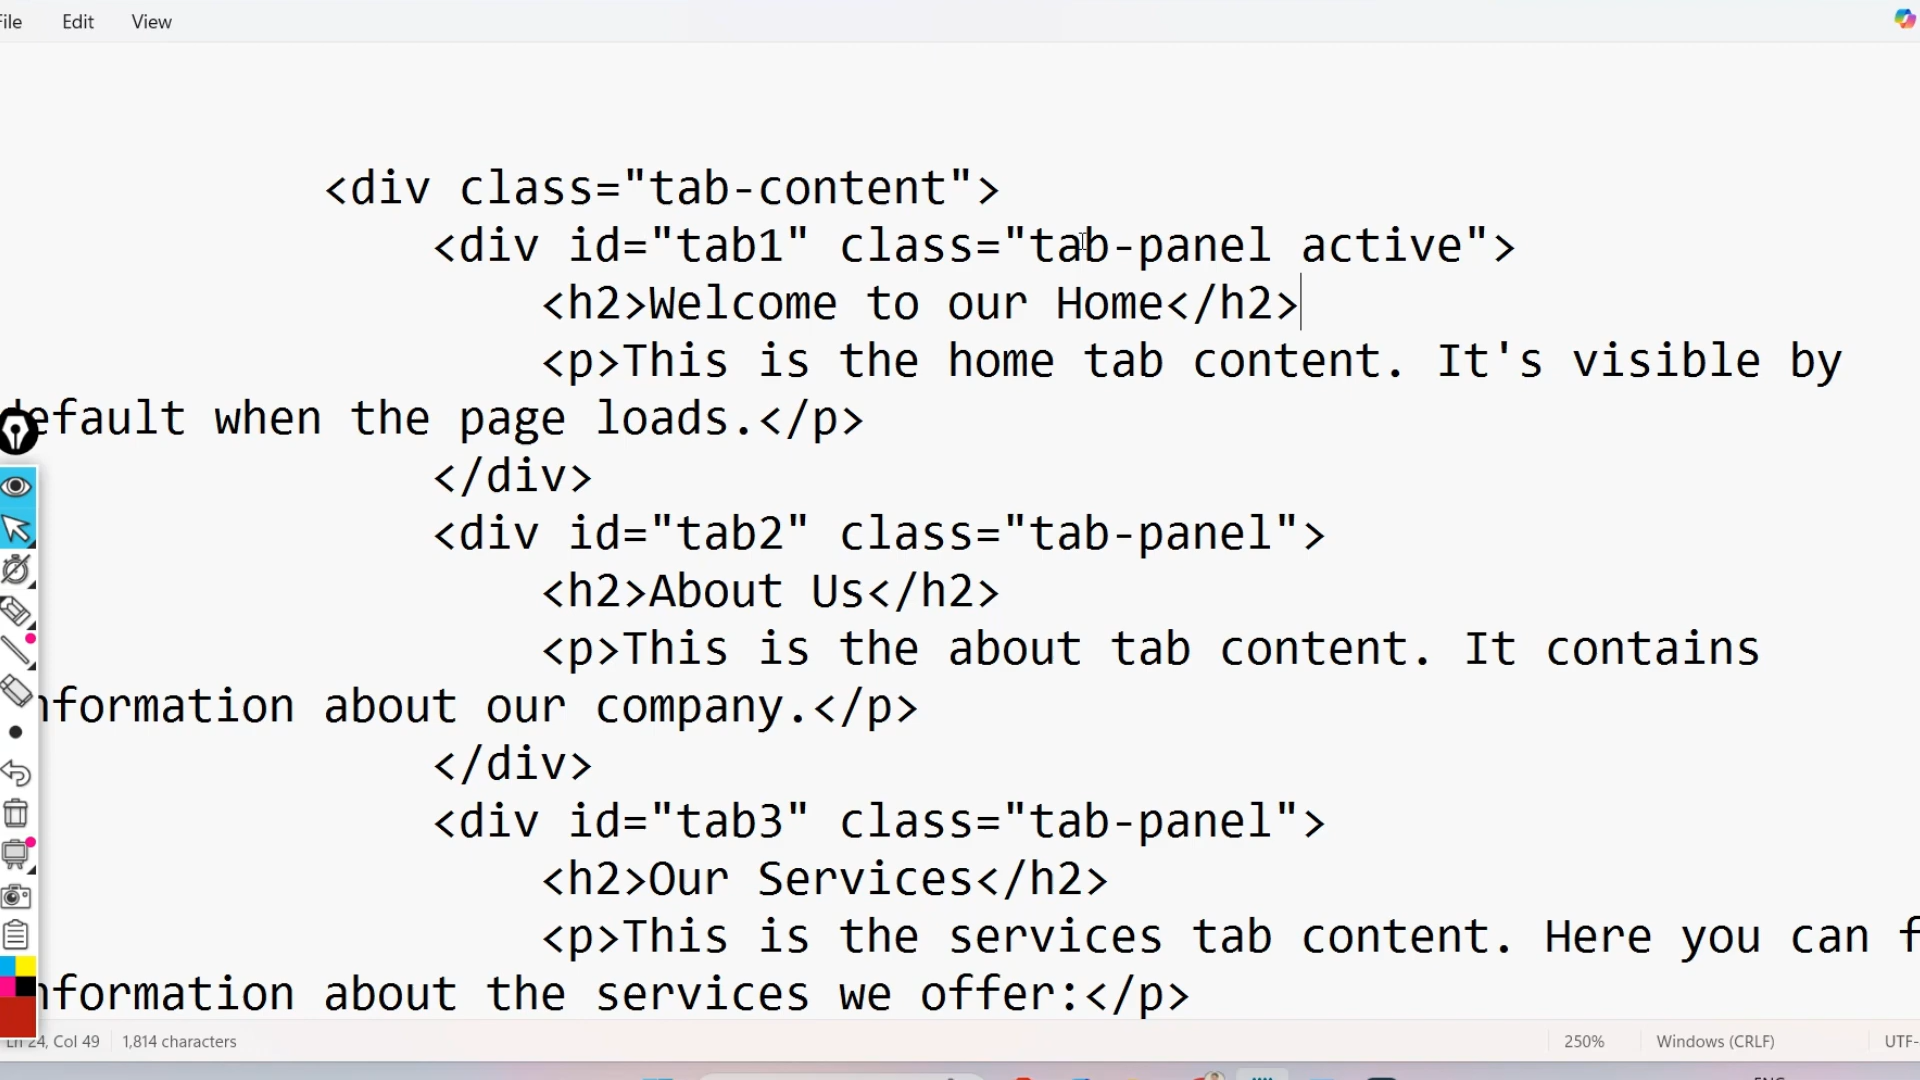 File Edit View
<div class="tab-content">
<div id="tab1" class="tab-panel active">
<h2>Welcome to our Home</h2>
<p>This is the home tab content. It's visible by
default when the page loads.</p>
</div>
<div id="tab2" class="tab-panel">
<h2>About Us</h2>
<p>This is the about tab content. It contains
nformation about our company.</p>
</div>
<div id="tab3" class="tab-panel">
<h2>Our Services</h2>
<p>This is the services tab content. Here you can f
nformation about the services we offer:</p>
Ln 24, Col 49 1,814 characters 250% Windows (CRLF) UTF-